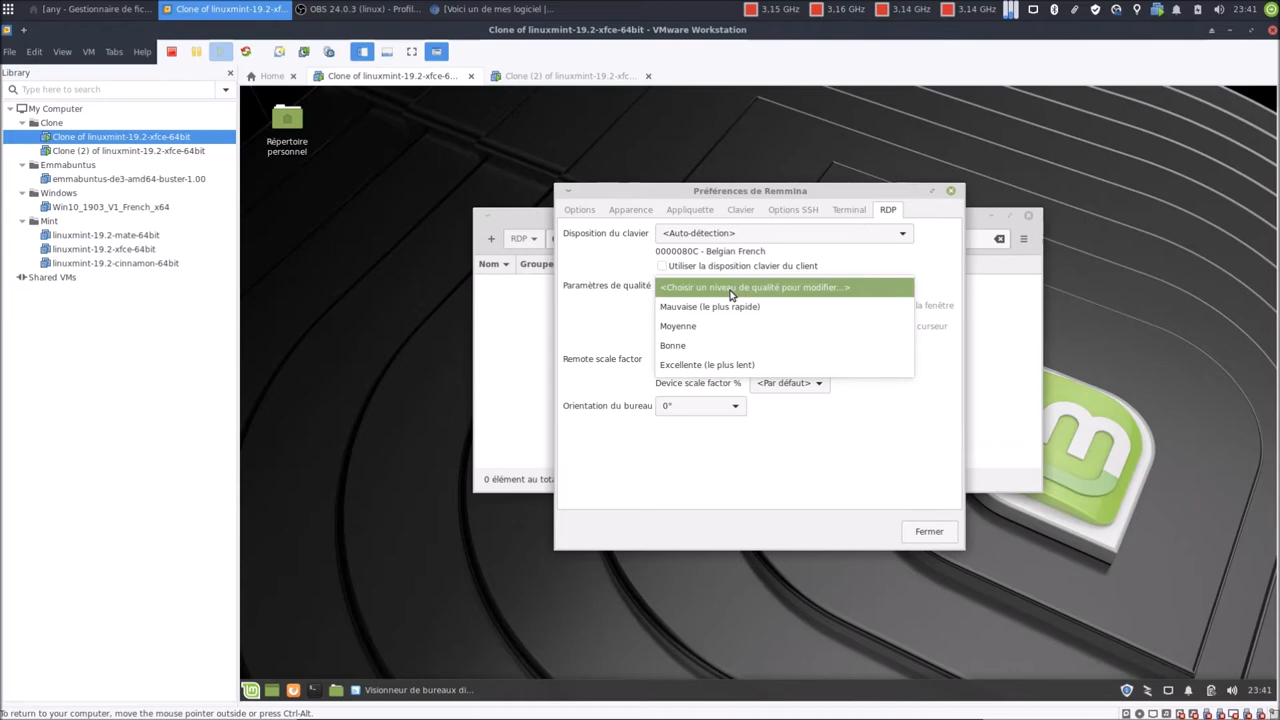 [any - Gestionnaire de fic...
Clone of linuxmint-19.2-xf...
OBS 24.0.3 (linux) - Profil...
[Voici un de mes logiciel |...
3,15 GHz
3,16 GHz
3,14 GHz
3,14 GHz
23:41
Clone of linuxmint-19.2-xfce-64bit - VMware Workstation
File Edit View VM Tabs Help
Library
Home
Clone of linuxmint-19.2-xfce-6...
Clone (2) of linuxmint-19.2-xfc...
Type here to search
My Computer
Clone
Clone of linuxmint-19.2-xfce-64bit
Clone (2) of linuxmint-19.2-xfce-64bit
Emmabuntus
emmabuntus-de3-amd64-buster-1.00
Windows
Win10_1903_V1_French_x64
Mint
linuxmint-19.2-mate-64bit
linuxmint-19.2-xfce-64bit
linuxmint-19.2-cinnamon-64bit
Shared VMs
Répertoire
personnel
Préférences de Remmina
Options Apparence Appliquette Clavier Options SSH Terminal RDP
Disposition du clavier
<Auto-détection>
0000080C - Belgian French
Utiliser la disposition clavier du client
RDP
Nom
Groupe
Paramètres de qualité
<Choisir un niveau de qualité pour modifier...>
Mauvaise (le plus rapide)
la fenêtre
Moyenne
curseur
Bonne
Remote scale factor
Excellente (le plus lent)
Device scale factor %
<Par défaut>
Orientation du bureau
0°
0 élément au tota
Fermer
Visionneur de bureaux di...
23:41
To return to your computer, move the mouse pointer outside or press Ctrl-Alt.